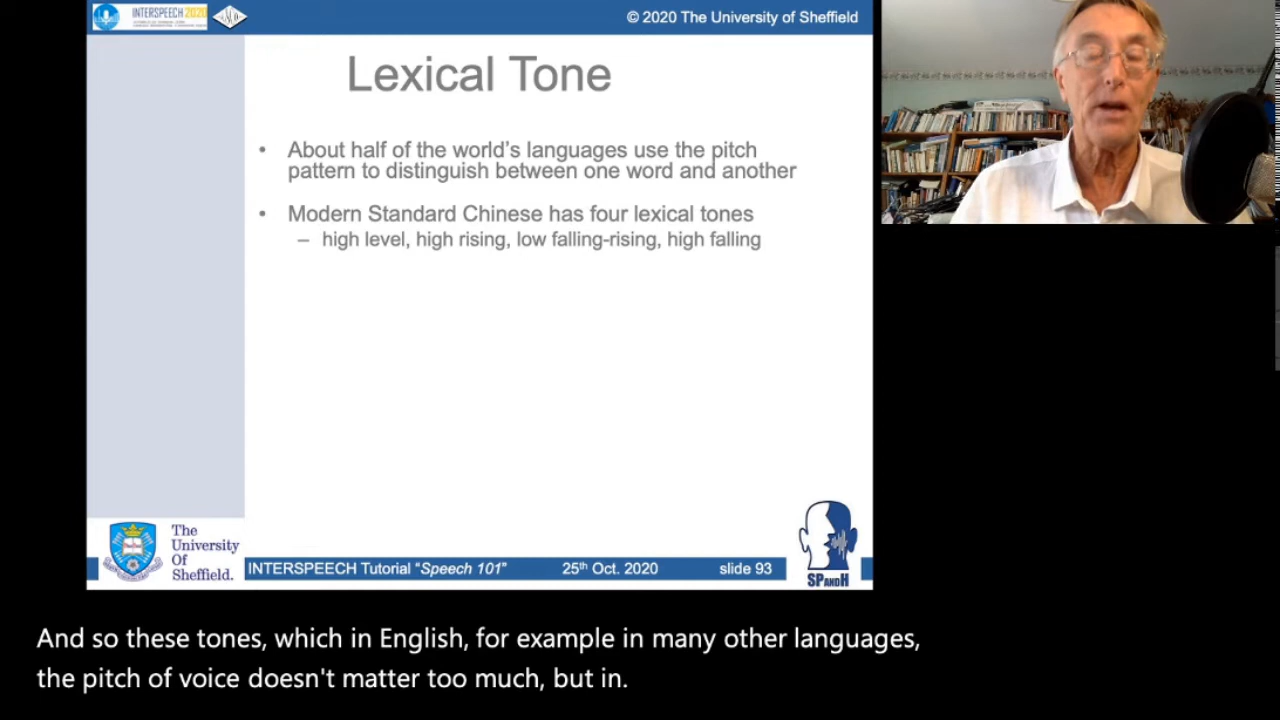 INTERSPEECH 2020
© 2020 The University of Sheffield
Lexical Tone
• About half of the world's languages use the pitch
pattern to distinguish between one word and another
• Modern Standard Chinese has four lexical tones
– high level, high rising, low falling-rising, high falling
The
University
Of
Sheffield.
INTERSPEECH Tutorial “Speech 101” 25th Oct. 2020 slide 93
SPANDH
And so these tones, which in English, for example in many other languages,
the pitch of voice doesn't matter too much, but in.